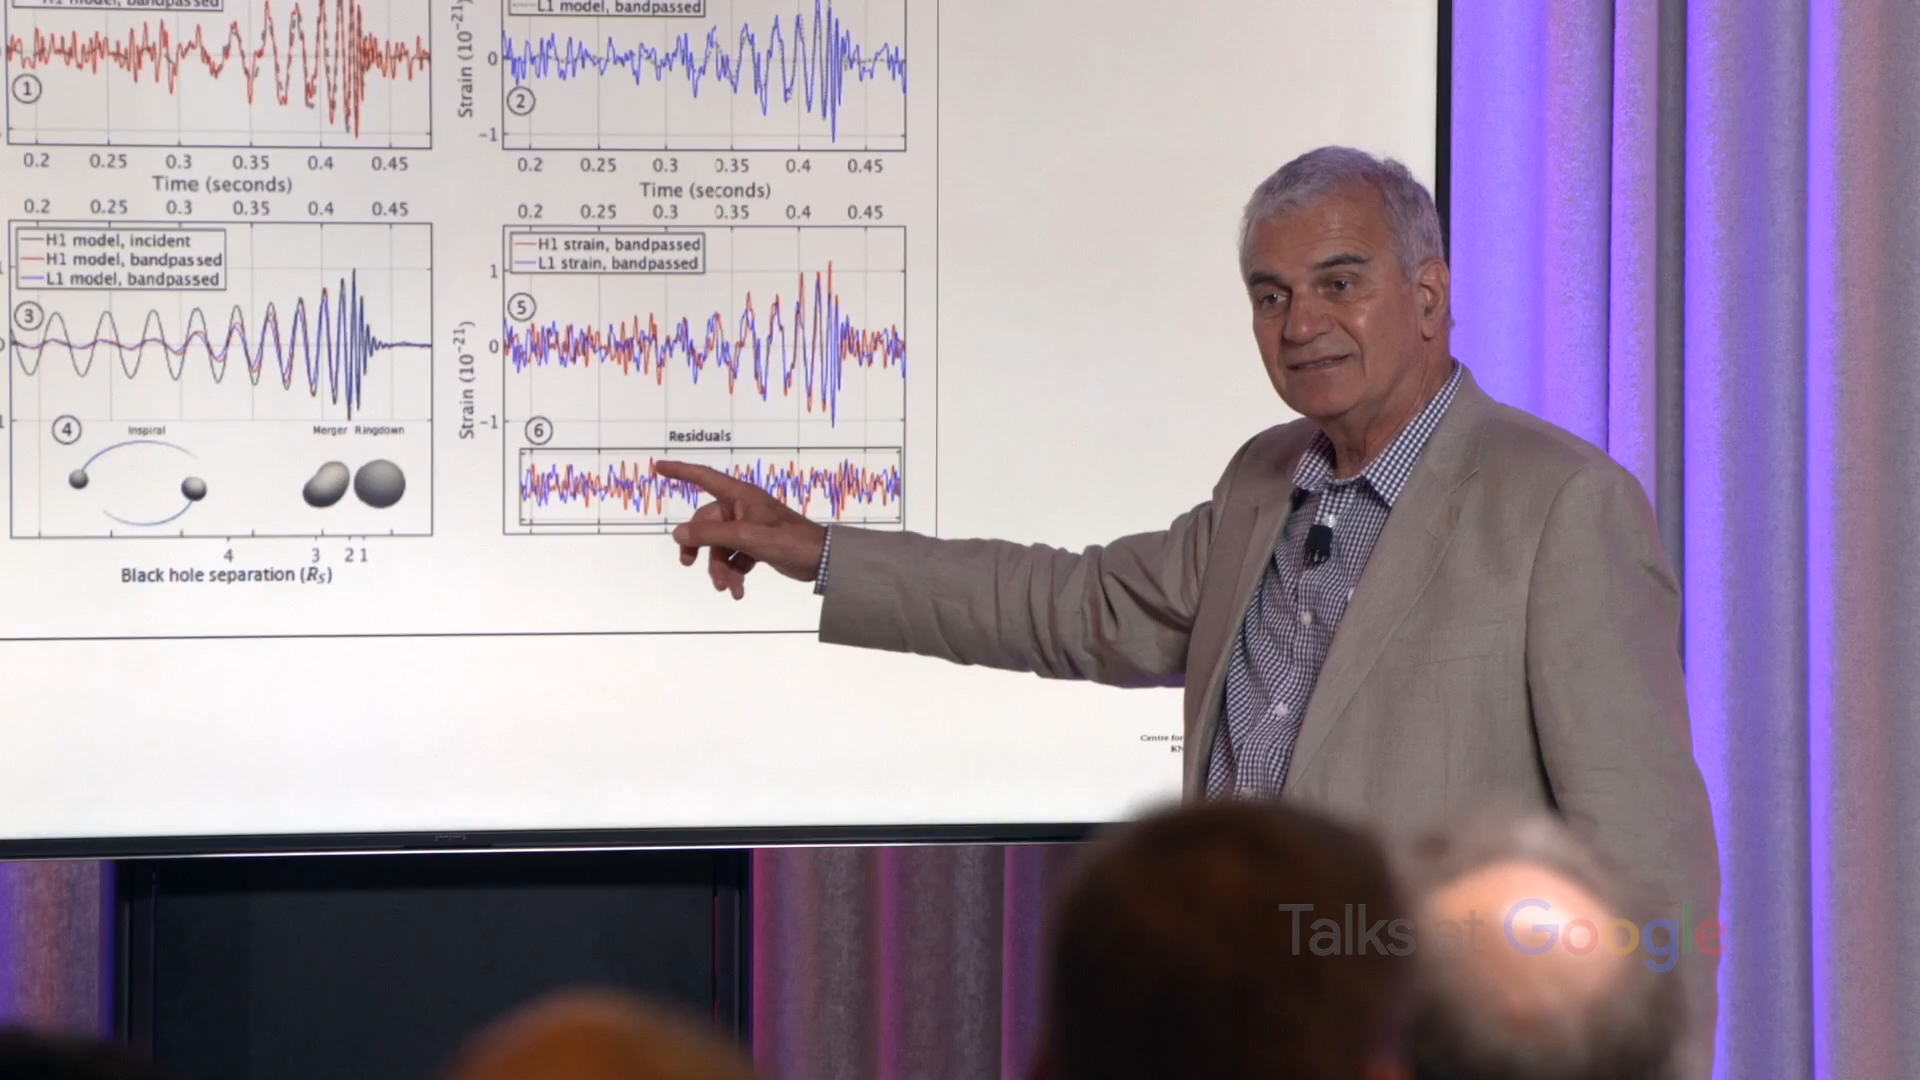 H1 model, bandpassed
1
0.2 0.25 0.3 0.35 0.4 0.45
Time (seconds)
L1 model, bandpassed
Strain (10⁻²¹)
0
-1
2
0.2 0.25 0.3 0.35 0.4 0.45
Time (seconds)
0.2 0.25 0.3 0.35 0.4 0.45
H1 model, incident
H1 model, bandpassed
L1 model, bandpassed
3
4
Inspiral
Merger Ringdown
4 3 2 1
Black hole separation (R_S)
0.2 0.25 0.3 0.35 0.4 0.45
H1 strain, bandpassed
L1 strain, bandpassed
Strain (10⁻²¹)
1
0
-1
5
6
Residuals
Centre for
Talks at Google